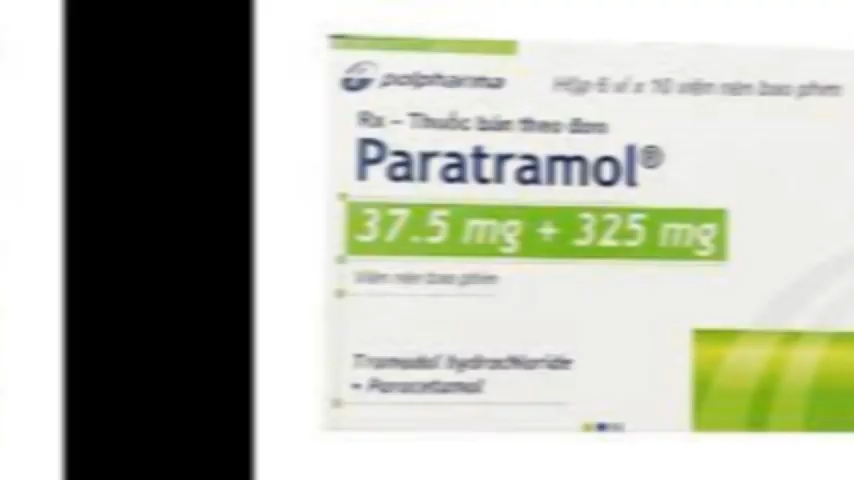 polpharma
Hộp 6 vỉ x 10 viên nén bao phim
Rx - Thuốc bán theo đơn
Paratramol®
37.5 mg + 325 mg
Viên nén bao phim
Tramadol hydrochloride
+ Paracetamol